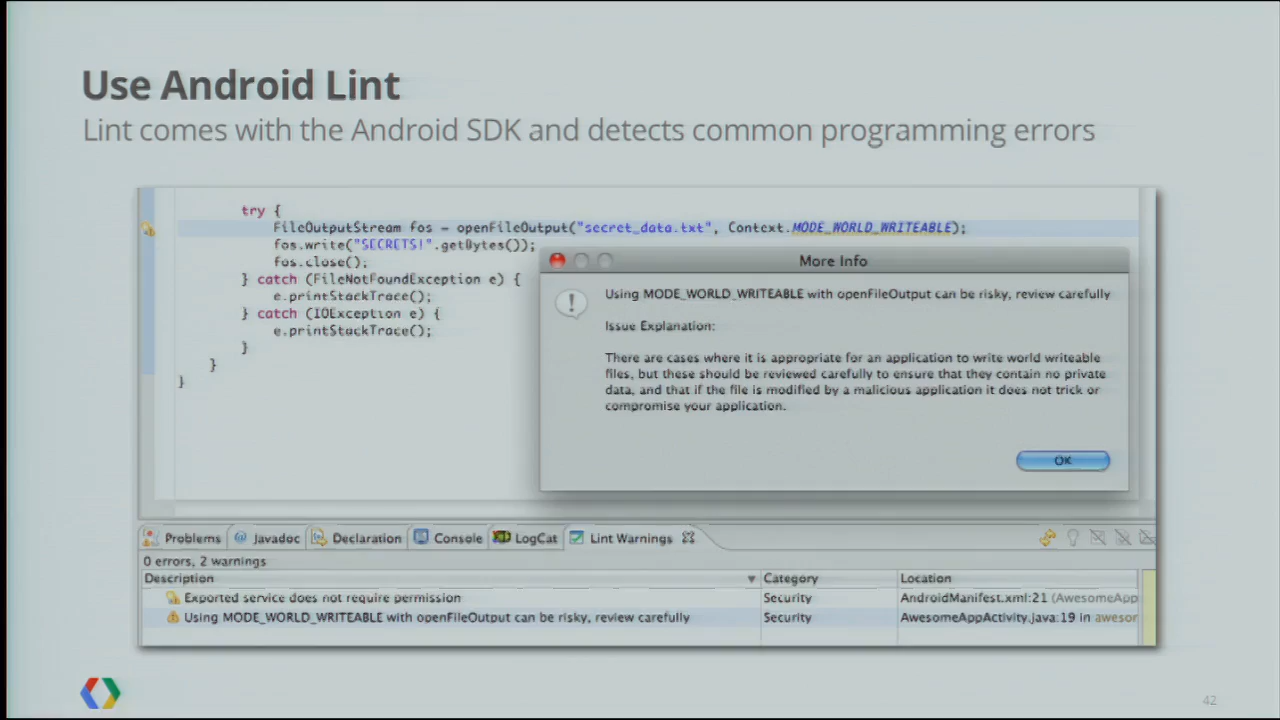 Use Android Lint
Lint comes with the Android SDK and detects common programming errors
try {
FileOutputStream fos = openFileOutput("secret_data.txt", Context.MODE_WORLD_WRITEABLE);
fos.write("SECRETS!".getBytes());
fos.close();
} catch (FileNotFoundException e) {
e.printStackTrace();
} catch (IOException e) {
e.printStackTrace();
}
}
}
More Info
Using MODE_WORLD_WRITEABLE with openFileOutput can be risky, review carefully
Issue Explanation:
There are cases where it is appropriate for an application to write world writeable
files, but these should be reviewed carefully to ensure that they contain no private
data, and that if the file is modified by a malicious application it does not trick or
compromise your application.
OK
Problems @ Javadoc Declaration Console LogCat Lint Warnings
0 errors, 2 warnings
Description Category Location
Exported service does not require permission Security AndroidManifest.xml:21 (AwesomeApp
Using MODE_WORLD_WRITEABLE with openFileOutput can be risky, review carefully Security AwesomeAppActivity.java:19 in awesor
42